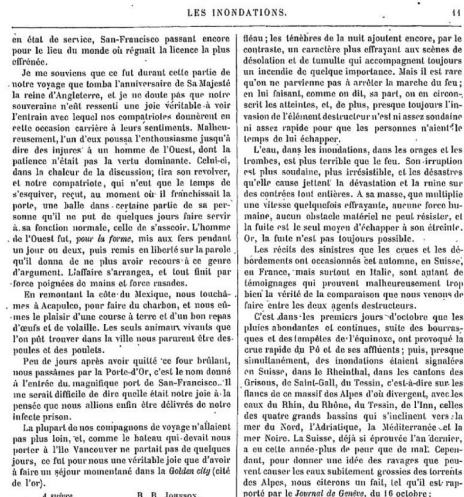 LES INONDATIONS.
11
en état de service, San-Francisco passant encore
pour le lieu du monde où régnait la licence la plus
effrénée.
Je me souviens que ce fut durant cette partie de
notre voyage que tomba l'anniversaire de Sa Majesté
la reine d'Angleterre, et je ne doute pas que notre
souveraine n'eût ressenti une joie véritable à voir
l'entrain avec lequel nos compatriotes donnèrent en
cette occasion carrière à leurs sentiments. Malheu-
reusement, l'un d'eux poussa l'enthousiasme jusqu'à
dire des injures à un homme de l'Ouest, dont la
patience n'était pas la vertu dominante. Celui-ci,
dans la chaleur de la discussion, tira son revolver,
et notre compatriote, qui n'eut que le temps de
s'esquiver, reçut, au moment où il franchissait la
porte, une balle dans certaine partie de sa per-
sonne qu'il ne put de quelques jours faire servir
à sa fonction normale, celle de s'asseoir. L'homme
de l'Ouest fut, pour la forme, mis aux fers pendant
un jour ou deux, puis remis en liberté sur la parole
qu'il donna de ne plus avoir recours à ce genre
d'argument. L'affaire s'arrangea, et tout finit par
force poignées de mains et force rasades.
En remontant la côte du Mexique, nous touchâ-
mes à Acapulco, pour faire du charbon, et nous eû-
mes le plaisir d'une course à terre et d'un bon repas
d'œufs et de volaille. Les seuls animaux vivants que
l'on pût trouver dans la ville nous parurent être des
poules et des poulets.
Peu de jours après avoir quitté ce four brûlant,
nous passâmes par la Porte-d'Or, c'est le nom donné
à l'entrée du magnifique port de San-Francisco. Il
me serait difficile de dire quelle était notre joie à la
pensée que nous allions enfin être délivrés de notre
infecte prison.
La plupart de nos compagnons de voyage n'allaient
pas plus loin, et, comme le bateau qui devait nous
porter à l'île Vancouver ne partait pas de quelques
jours, ce fut pour nous une véritable joie que d'avoir
à faire un séjour momentané dans la Golden city (cité
de l'or).
A suivre. R. B. JOHNSON.
fléau; les ténèbres de la nuit ajoutent encore, par le
contraste, un caractère plus effrayant aux scènes de
désolation et de tumulte qui accompagnent toujours
un incendie de quelque importance. Mais il est rare
qu'on ne parvienne pas à arrêter la marche du feu;
en lui faisant, comme on dit, sa part, on en circon-
scrit les atteintes, et, de plus, presque toujours l'in-
vasion de l'élément destructeur n'est ni assez soudaine
ni assez rapide pour que les personnes n'aient le
temps de lui échapper.
L'eau, dans les inondations, dans les orages et les
trombes, est plus terrible que le feu. Son irruption
est plus soudaine, plus irrésistible, et les désastres
qu'elle cause jettent la dévastation et la ruine sur
des contrées tout entières. A sa masse, que multiplie
une vitesse quelquefois effrayante, aucune force hu-
maine, aucun obstacle matériel ne peut résister, et
la fuite est le seul moyen d'échapper à son étreinte.
Or, la fuite n'est pas toujours possible.
Les récits des sinistres que les crues et les dé-
bordements ont occasionnés cet automne, en Suisse,
en France, mais surtout en Italie, sont autant de
témoignages qui prouvent malheureusement trop
bien la vérité de la comparaison que nous venons de
faire entre les deux agents destructeurs.
C'est dans les premiers jours d'octobre que les
pluies abondantes et continues, suite des bourras-
ques et des tempêtes de l'équinoxe, ont provoqué la
crue rapide du Pô et de ses affluents; puis, presque
simultanément, des inondations étaient signalées
en Suisse, dans le Rheinthal, dans les cantons des
Grisons, de Saint-Gall, du Tessin, c'est-à-dire sur les
flancs de ce massif des Alpes d'où divergent, avec les
eaux du Rhin, du Rhône, du Tessin, de l'Inn, celles
des quatre grands bassins qui s'inclinent vers la
mer du Nord, l'Adriatique, la Méditerranée et la
mer Noire. La Suisse, déjà si éprouvée l'an dernier,
a eu cette année plus de peur que de mal. Cepen-
dant, pour donner une idée des ravages que peu-
vent causer les eaux subitement grossies des torrents
des Alpes, nous citerons un fait, tel qu'il est rap-
porté par le Journal de Genève, du 16 octobre: